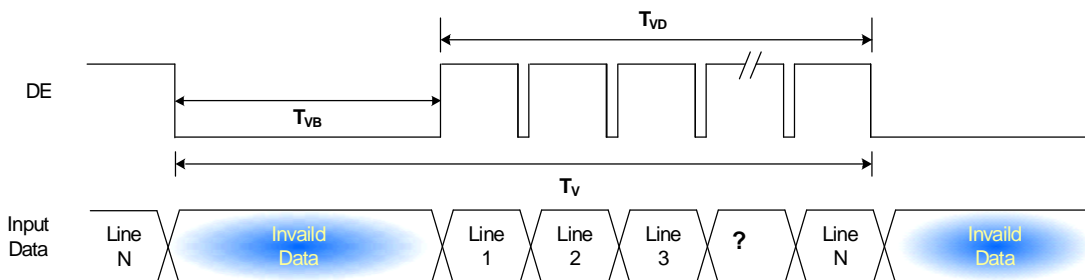 TVD
DE
TVB
TV
Input
Data
Line
N
Invaild
Data
Line
1
Line
2
Line
3
?
Line
N
Invaild
Data